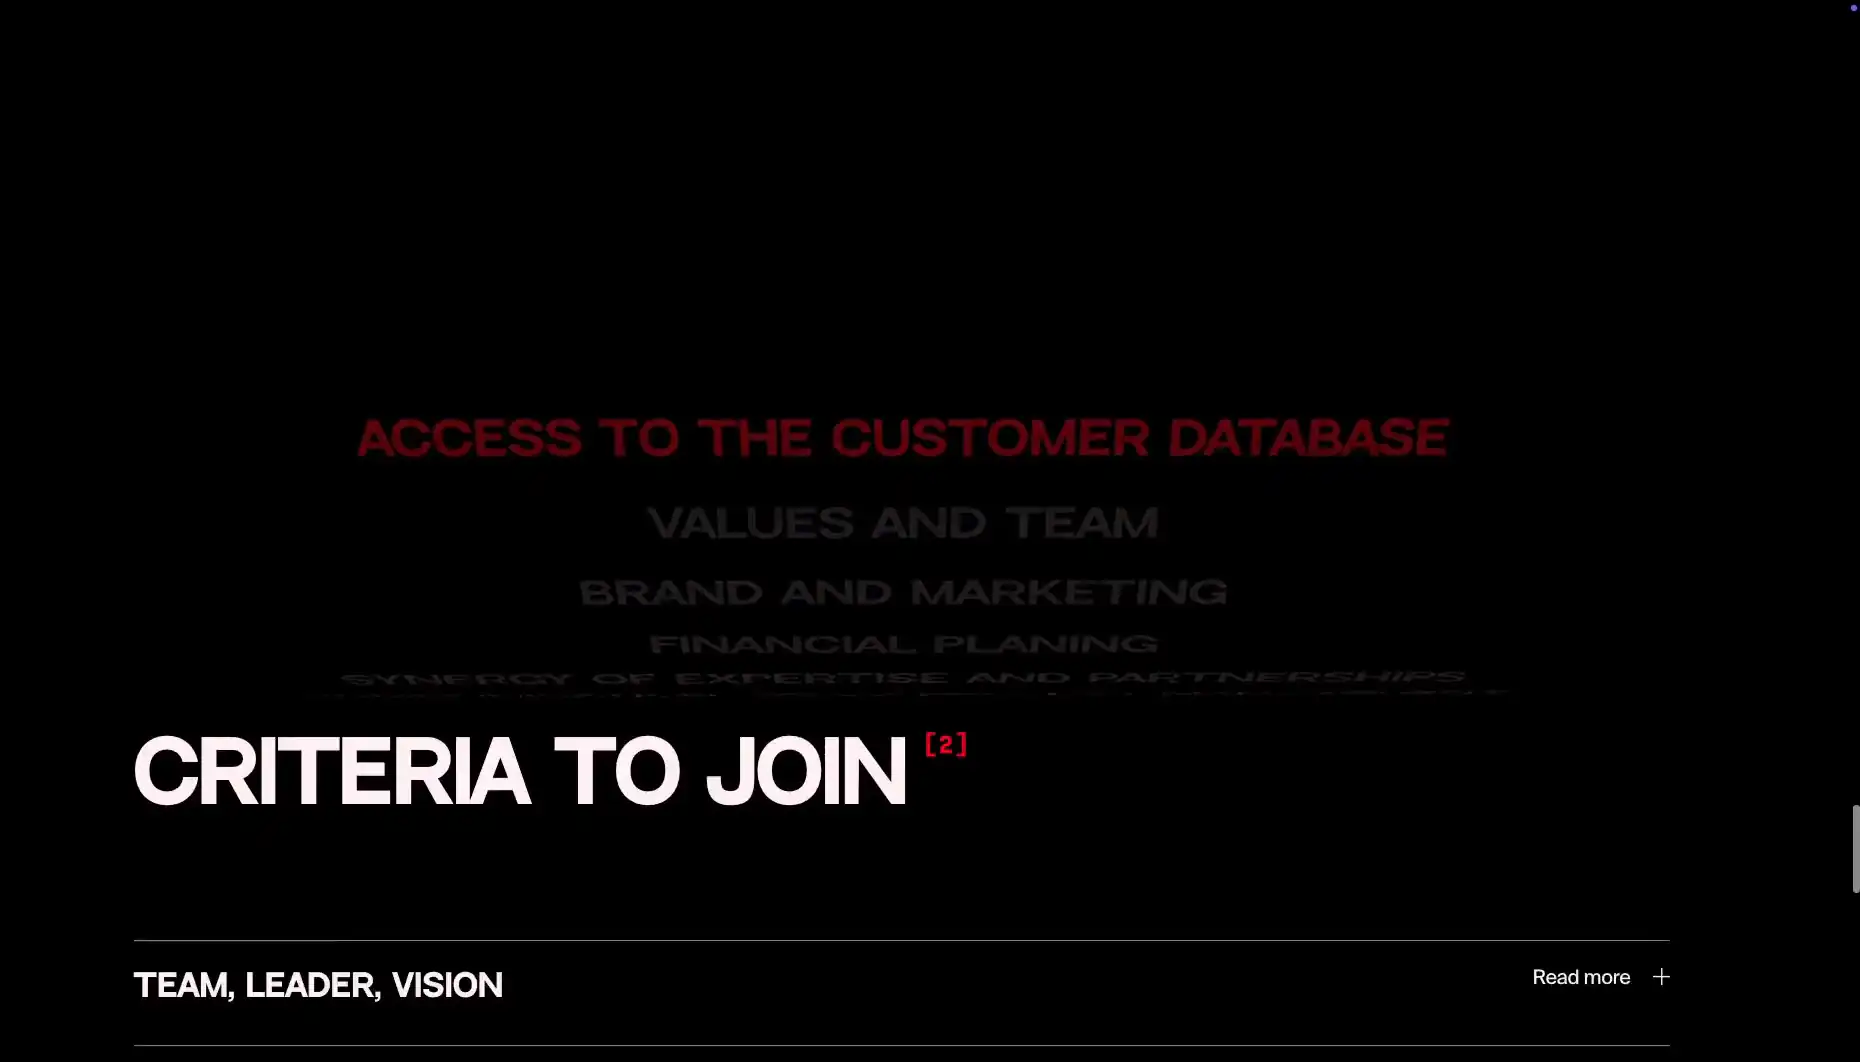 ACCESS TO THE CUSTOMER DATABASE
VALUES AND TEAM
BRAND AND MARKETING
FINANCIAL PLANING
SYNERGY OF EXPERTISE AND PARTNERSHIPS
CRITERIA TO JOIN [2]
TEAM, LEADER, VISION
Read more